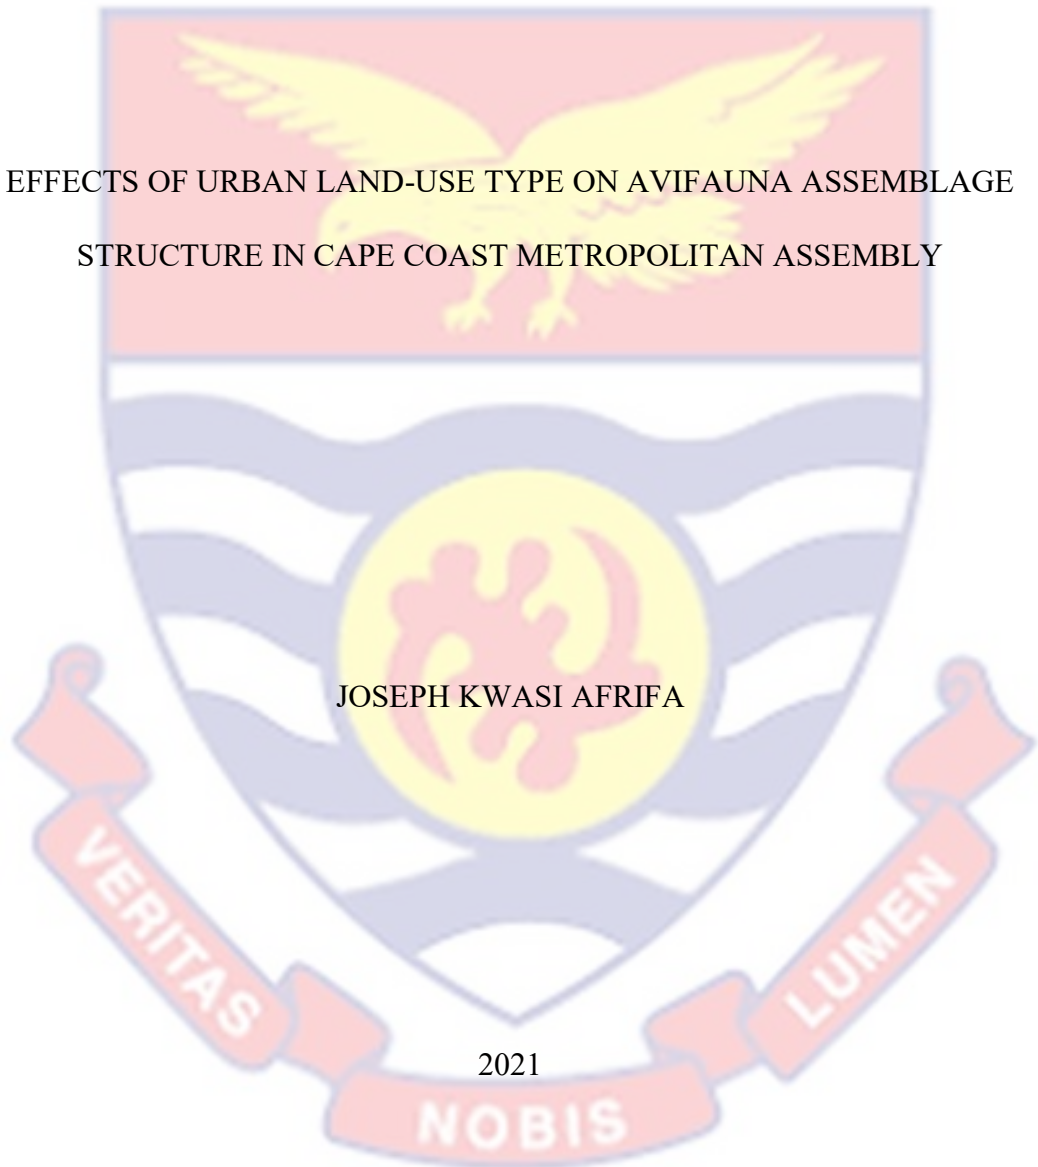 EFFECTS OF URBAN LAND-USE TYPE ON AVIFAUNA ASSEMBLAGE
STRUCTURE IN CAPE COAST METROPOLITAN ASSEMBLY
JOSEPH KWASI AFRIFA
2021
VERITAS
NOBIS
LUMEN